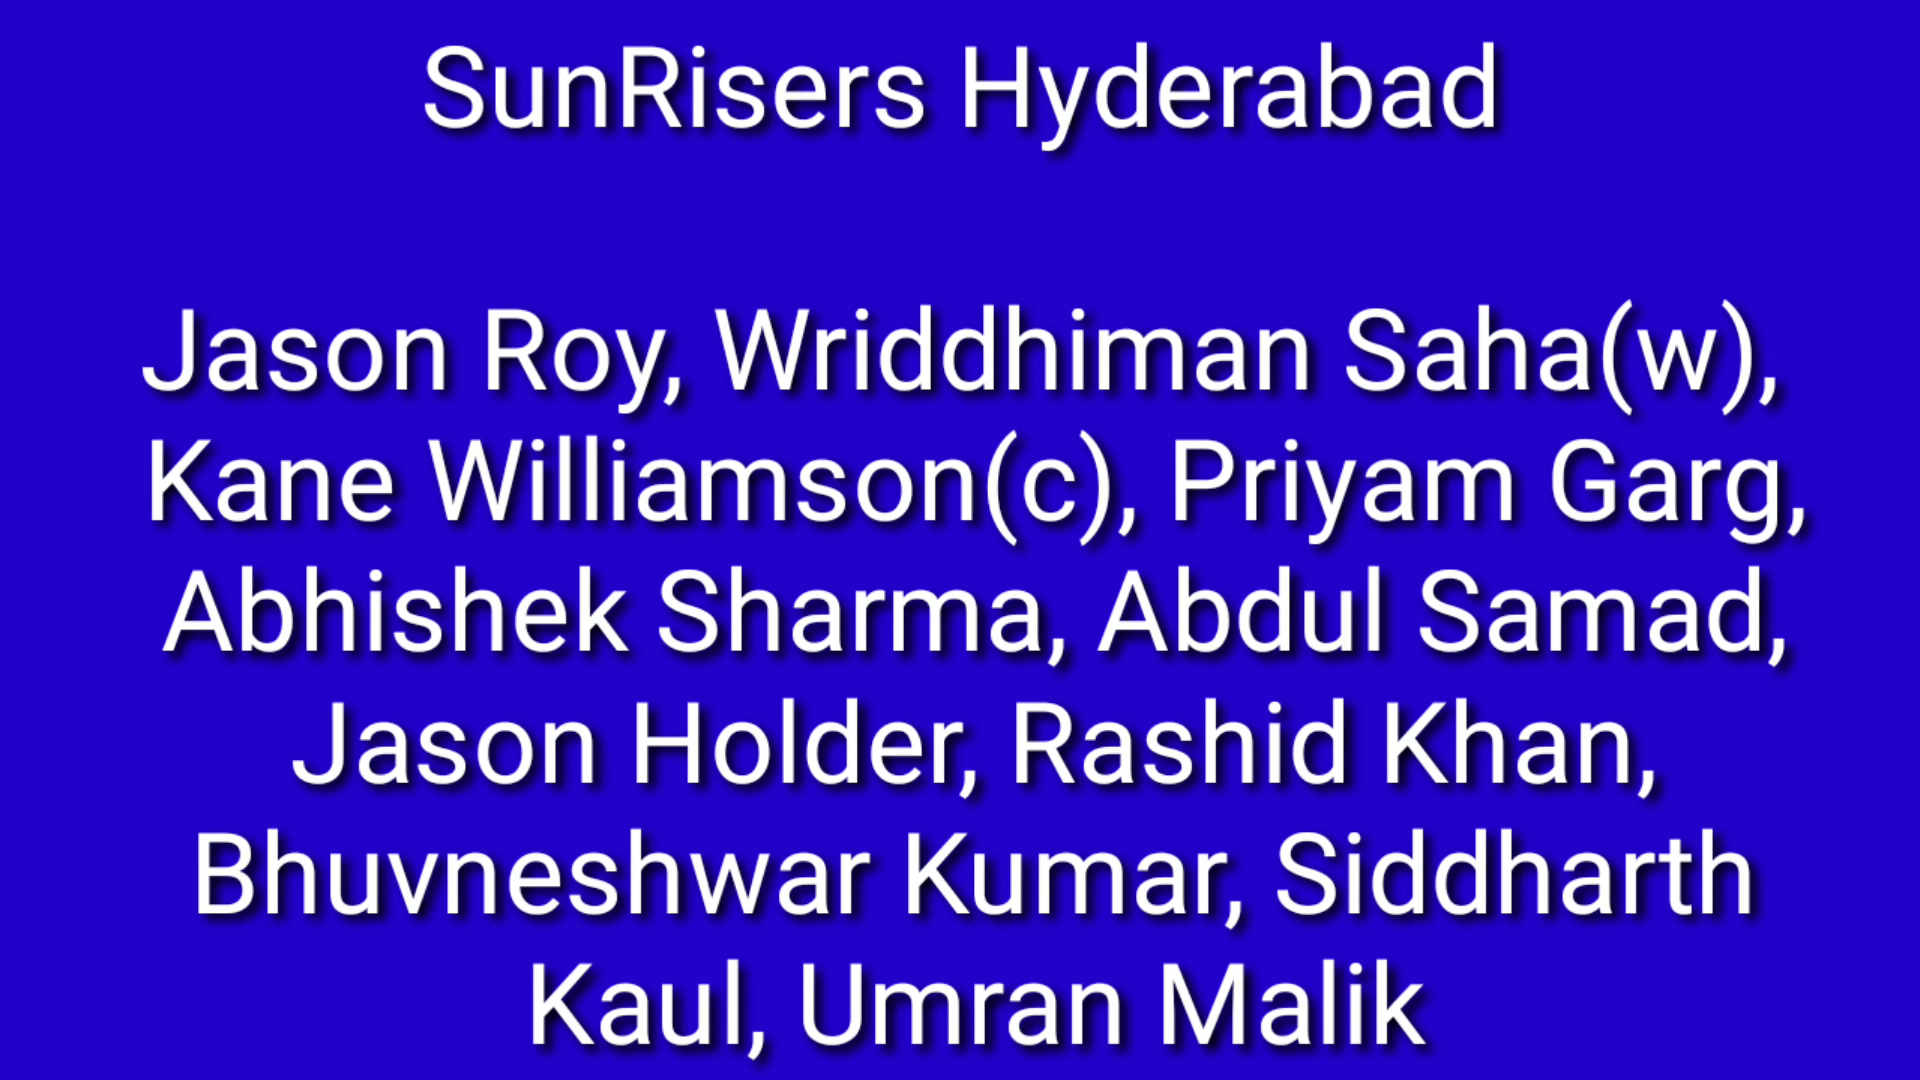 SunRisers Hyderabad
Jason Roy, Wriddhiman Saha(w),
Kane Williamson(c), Priyam Garg,
Abhishek Sharma, Abdul Samad,
Jason Holder, Rashid Khan,
Bhuvneshwar Kumar, Siddharth
Kaul, Umran Malik